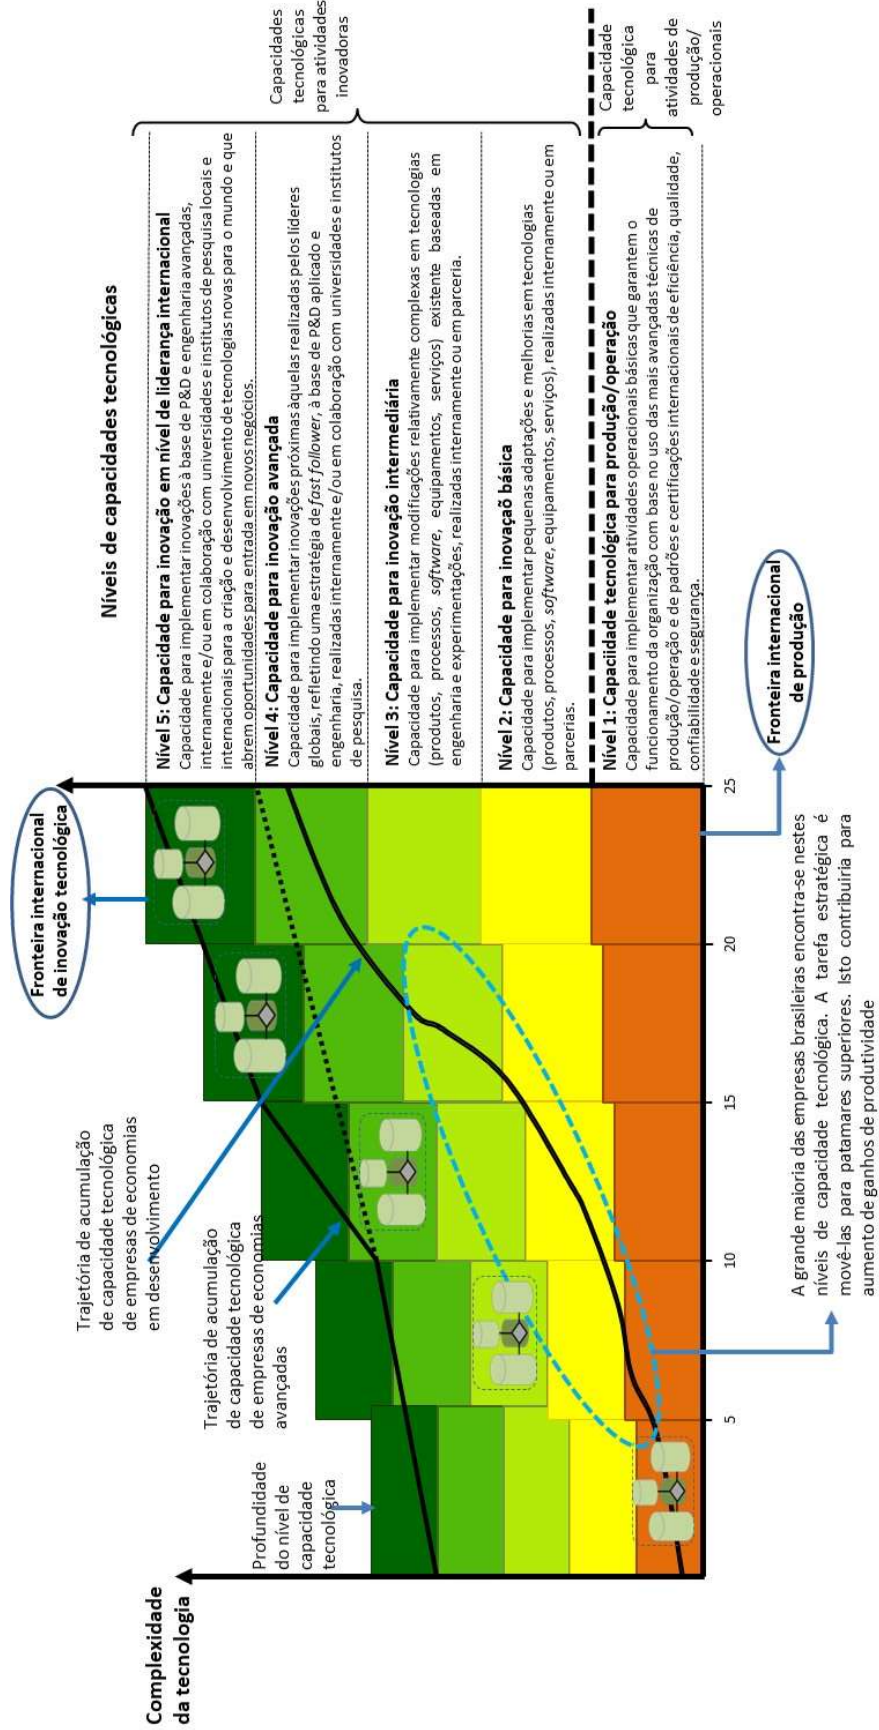 Níveis de capacidades tecnológicas
Fronteira internacional
de inovação tecnológica
Complexidade
da tecnologia
Trajetória de acumulação
de capacidade tecnológica
de empresas de economias
em desenvolvimento
Trajetória de acumulação
de capacidade tecnológica
de empresas de economias
avançadas
Profundidade
do nível de
capacidade
tecnológica
Nível 5: Capacidade para inovação em nível de liderança internacional
Capacidade para implementar inovações à base de P&D e engenharia avançadas,
internamente e/ou em colaboração com universidades e institutos de pesquisa locais e
internacionais para a criação e desenvolvimento de tecnologias novas para o mundo e que
abrem oportunidades para entrada em novos negócios.
Nível 4: Capacidade para inovação avançada
Capacidade para implementar inovações próximas àquelas realizadas pelos líderes
globais, refletindo uma estratégia de fast follower, à base de P&D aplicado e
engenharia, realizadas internamente e/ou em colaboração com universidades e institutos
de pesquisa.
Nível 3: Capacidade para inovação intermediária
Capacidade para implementar modificações relativamente complexas em tecnologias
(produtos, processos, software, equipamentos, serviços) existente baseadas em
engenharia e experimentações, realizadas internamente ou em parceria.
Nível 2: Capacidade para inovaçaõ básica
Capacidade para implementar pequenas adaptações e melhorias em tecnologias
(produtos, processos, software, equipamentos, serviços), realizadas internamente ou em
parcerias.
Nível 1: Capaciidade tecnológica para produção/operação
Capacidade para implementar atividades operacionais básicas que garantem o
funcionamento da organização com base no uso das mais avançadas técnicas de
produção/operação e de padrões e certificações internacionais de eficiência, qualidade,
confiabilidade e segurança.
Capacidades
tecnológicas
para atividades
inovadoras
Capacidade
tecnológica
para
atividades de
produção/
operacionais
5
10
15
20
25
Fronteira internacional
de produção
A grande maioria das empresas brasileiras encontra-se nestes
níveis de capacidade tecnológica. A tarefa estratégica é
movê-las para patamares superiores. Isto contribuiria para
aumento de ganhos de produtividade